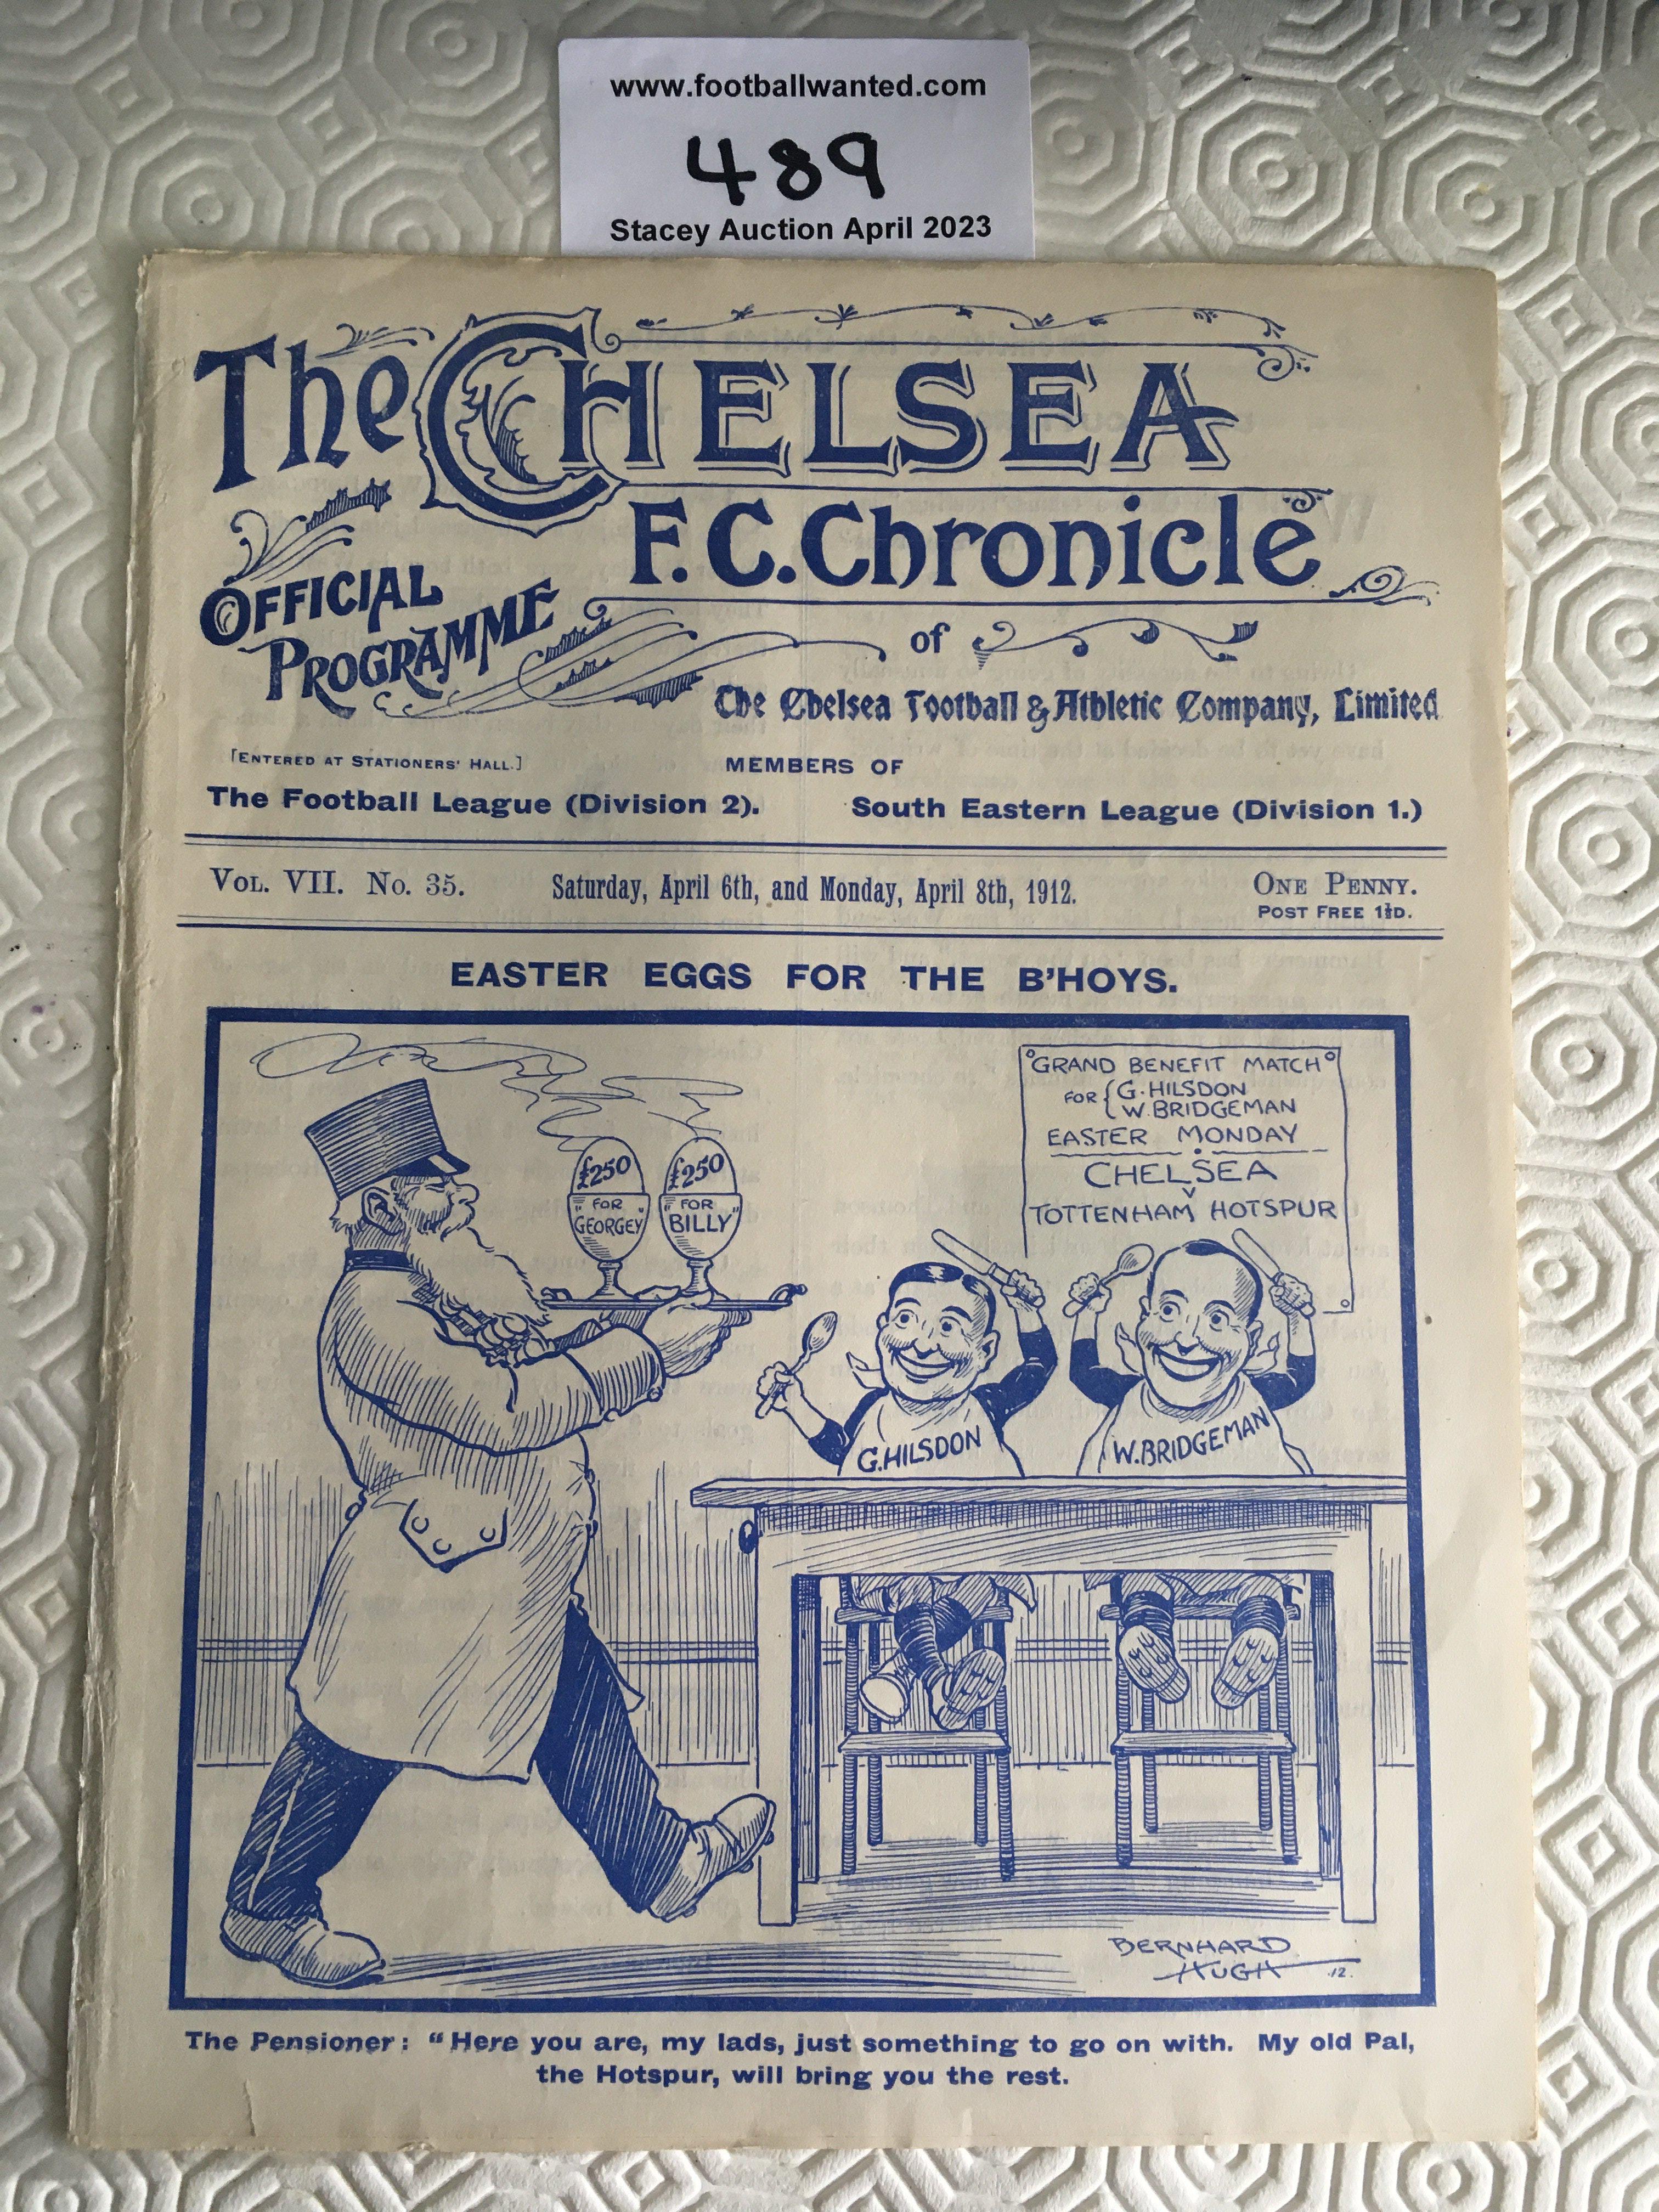 www.footballwanted.com
489
Stacey Auction April 2023
The CHELSEA
F.C. Chronicle
OFFICIAL
PROGRAMME
of
The Chelsea Football & Athletic Company, Limited
[ENTERED AT STATIONERS' HALL.]
MEMBERS OF
The Football League (Division 2). South Eastern League (Division 1.)
VOL. VII. No. 35. Saturday, April 6th, and Monday, April 8th, 1912. ONE PENNY.
POST FREE 1½D.
EASTER EGGS FOR THE B'HOYS.
GRAND BENEFIT MATCH
FOR { G. HILSDON
W. BRIDGEMAN
EASTER MONDAY
CHELSEA
V
TOTTENHAM HOTSPUR
£250
FOR
"GEORGEY"
£250
"FOR
BILLY"
G. HILSDON
W. BRIDGEMAN
BERNHARD
HUGH .12.
The Pensioner: "Here you are, my lads, just something to go on with. My old Pal,
the Hotspur, will bring you the rest.